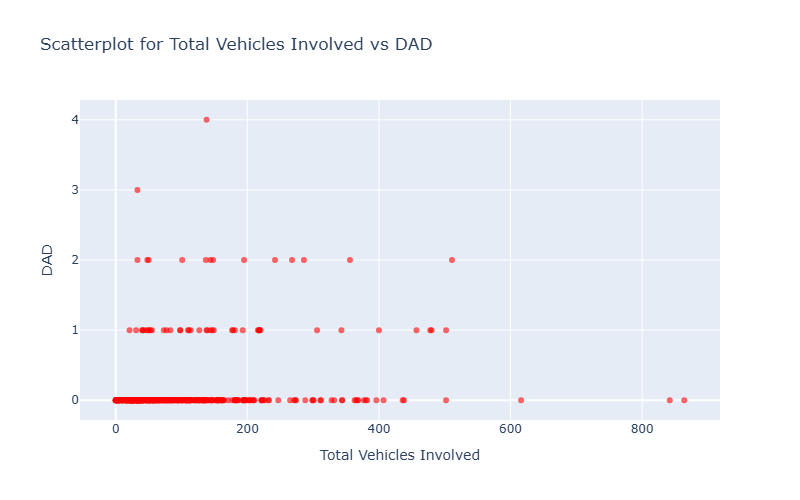 Scatterplot for Total Vehicles Involved vs DAD
4
3
2
1
0
DAD
0 200 400 600 800
Total Vehicles Involved